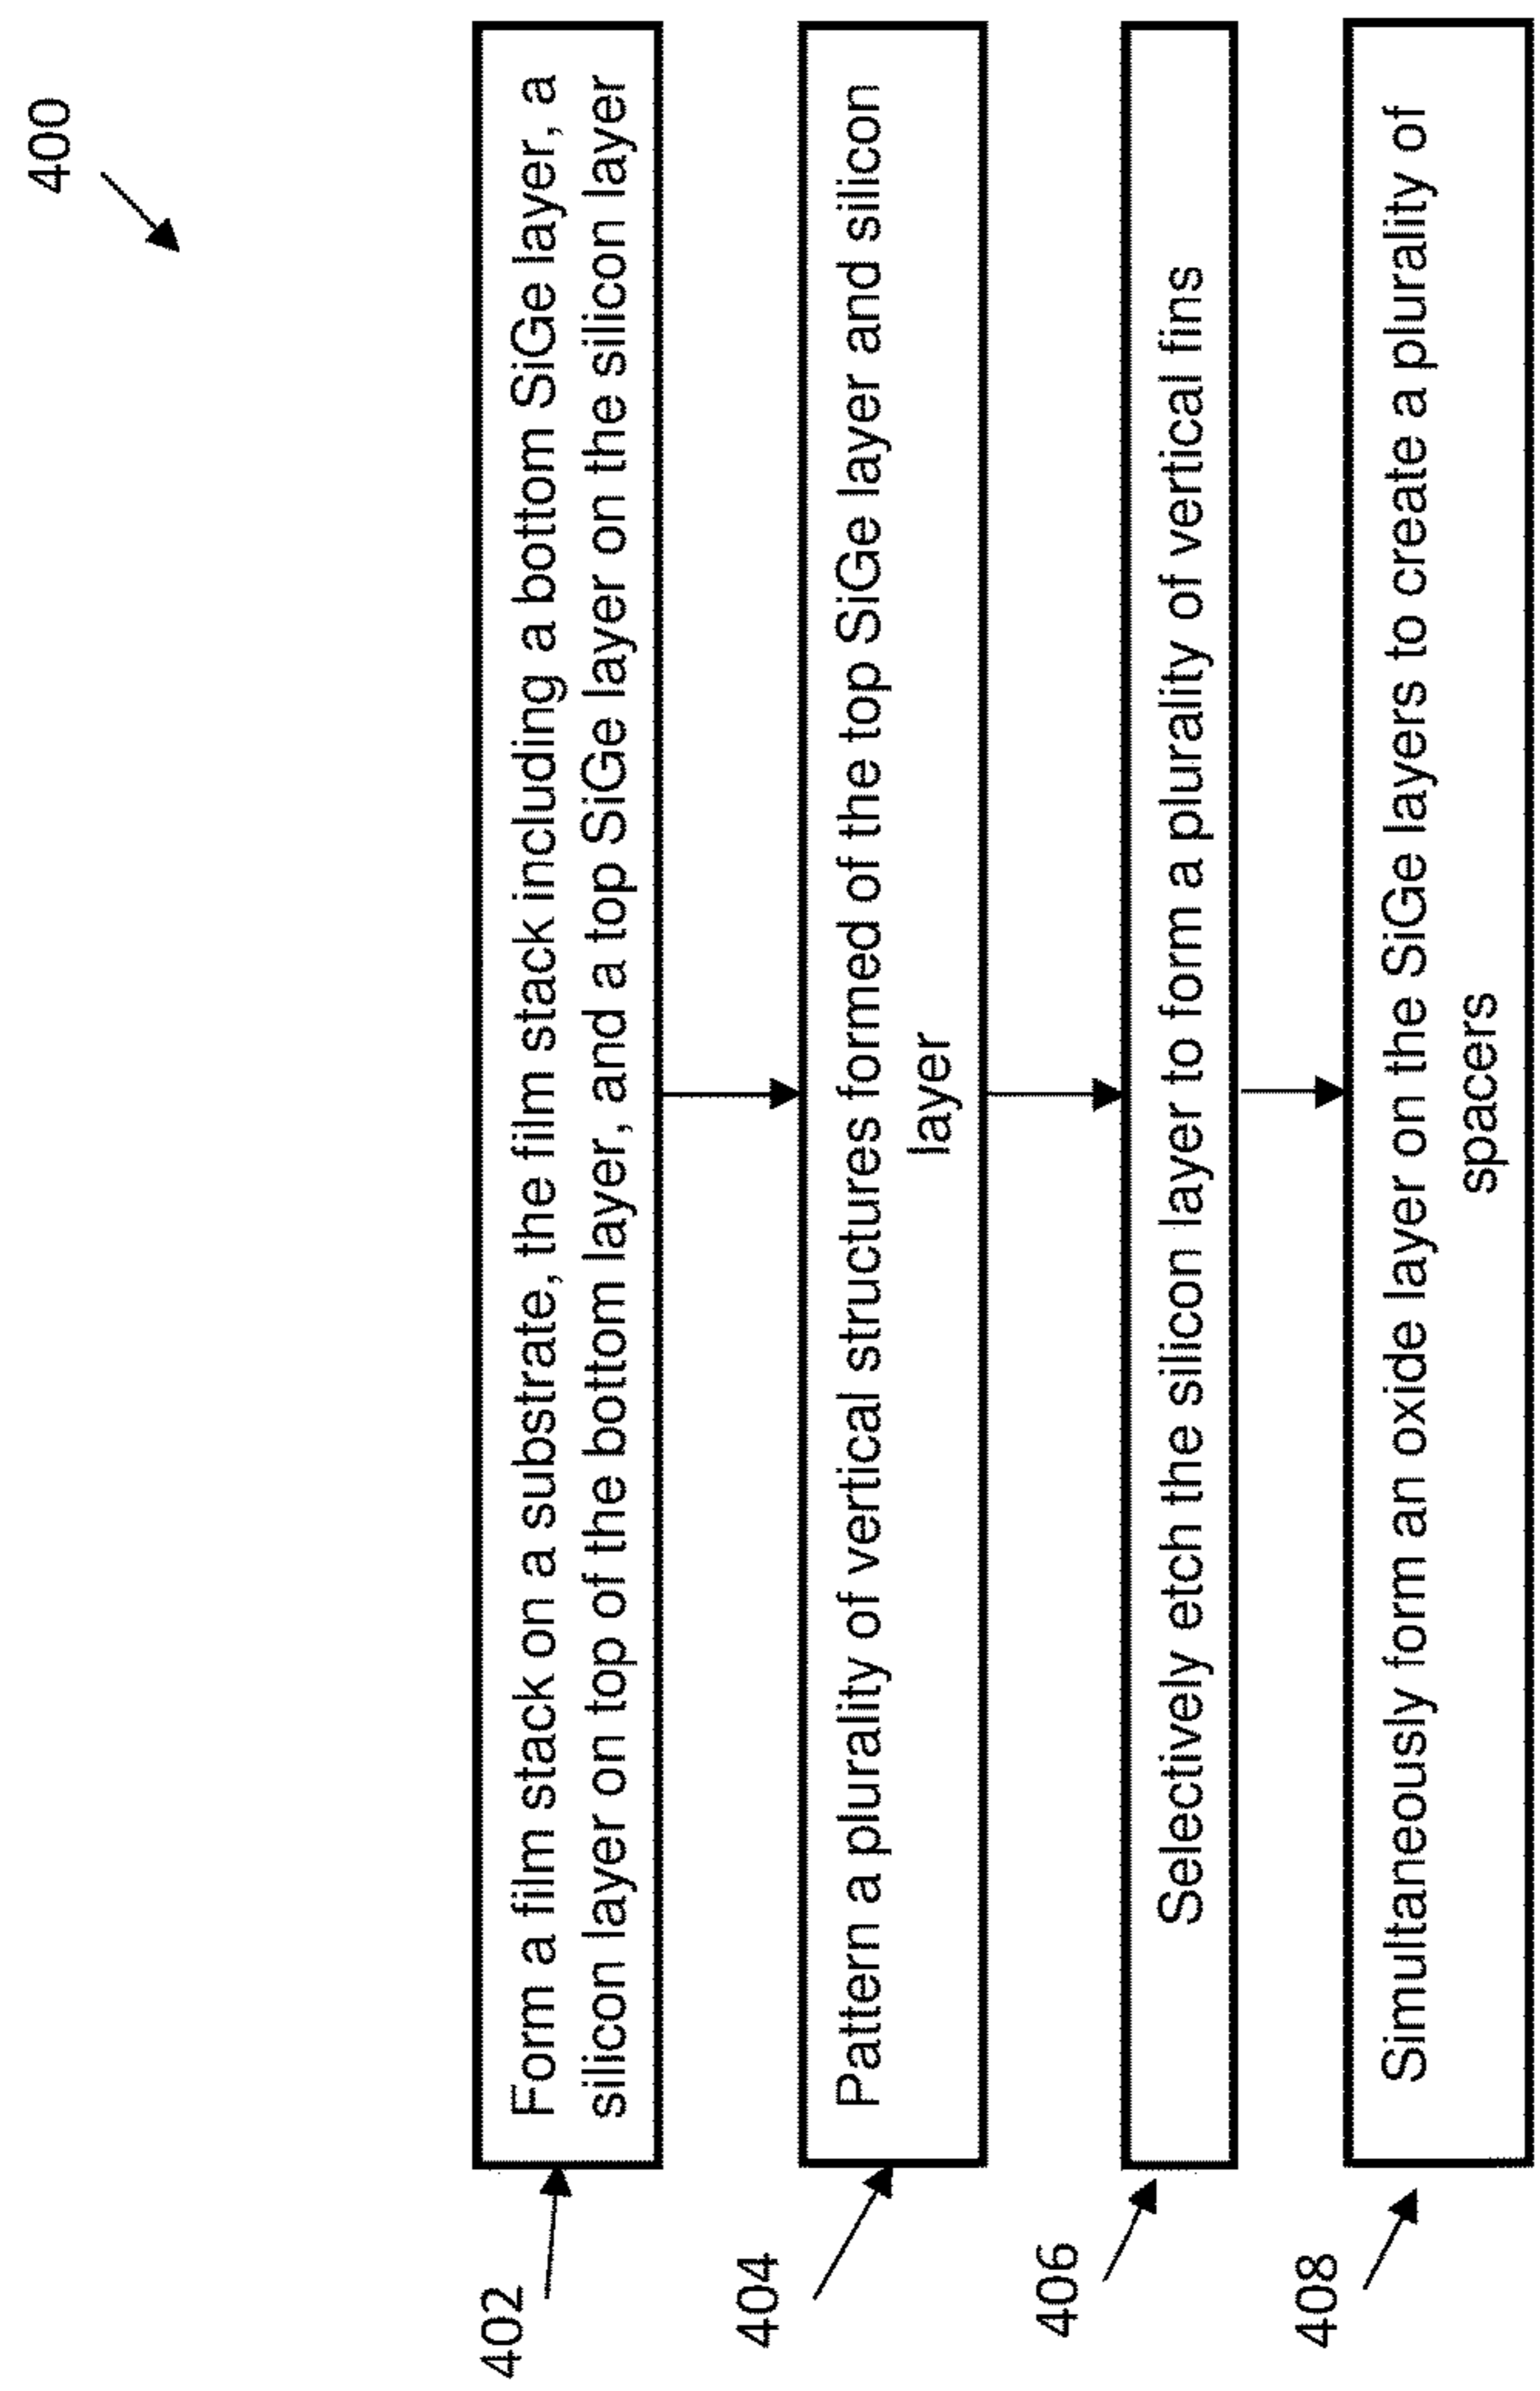 400
402
Form a film stack on a substrate, the film stack including a bottom SiGe layer, a
silicon layer on top of the bottom layer, and a top SiGe layer on the silicon layer
404
Pattern a plurality of vertical structures formed of the top SiGe layer and silicon
layer
406
Selectively etch the silicon layer to form a plurality of vertical fins
408
Simultaneously form an oxide layer on the SiGe layers to create a plurality of
spacers